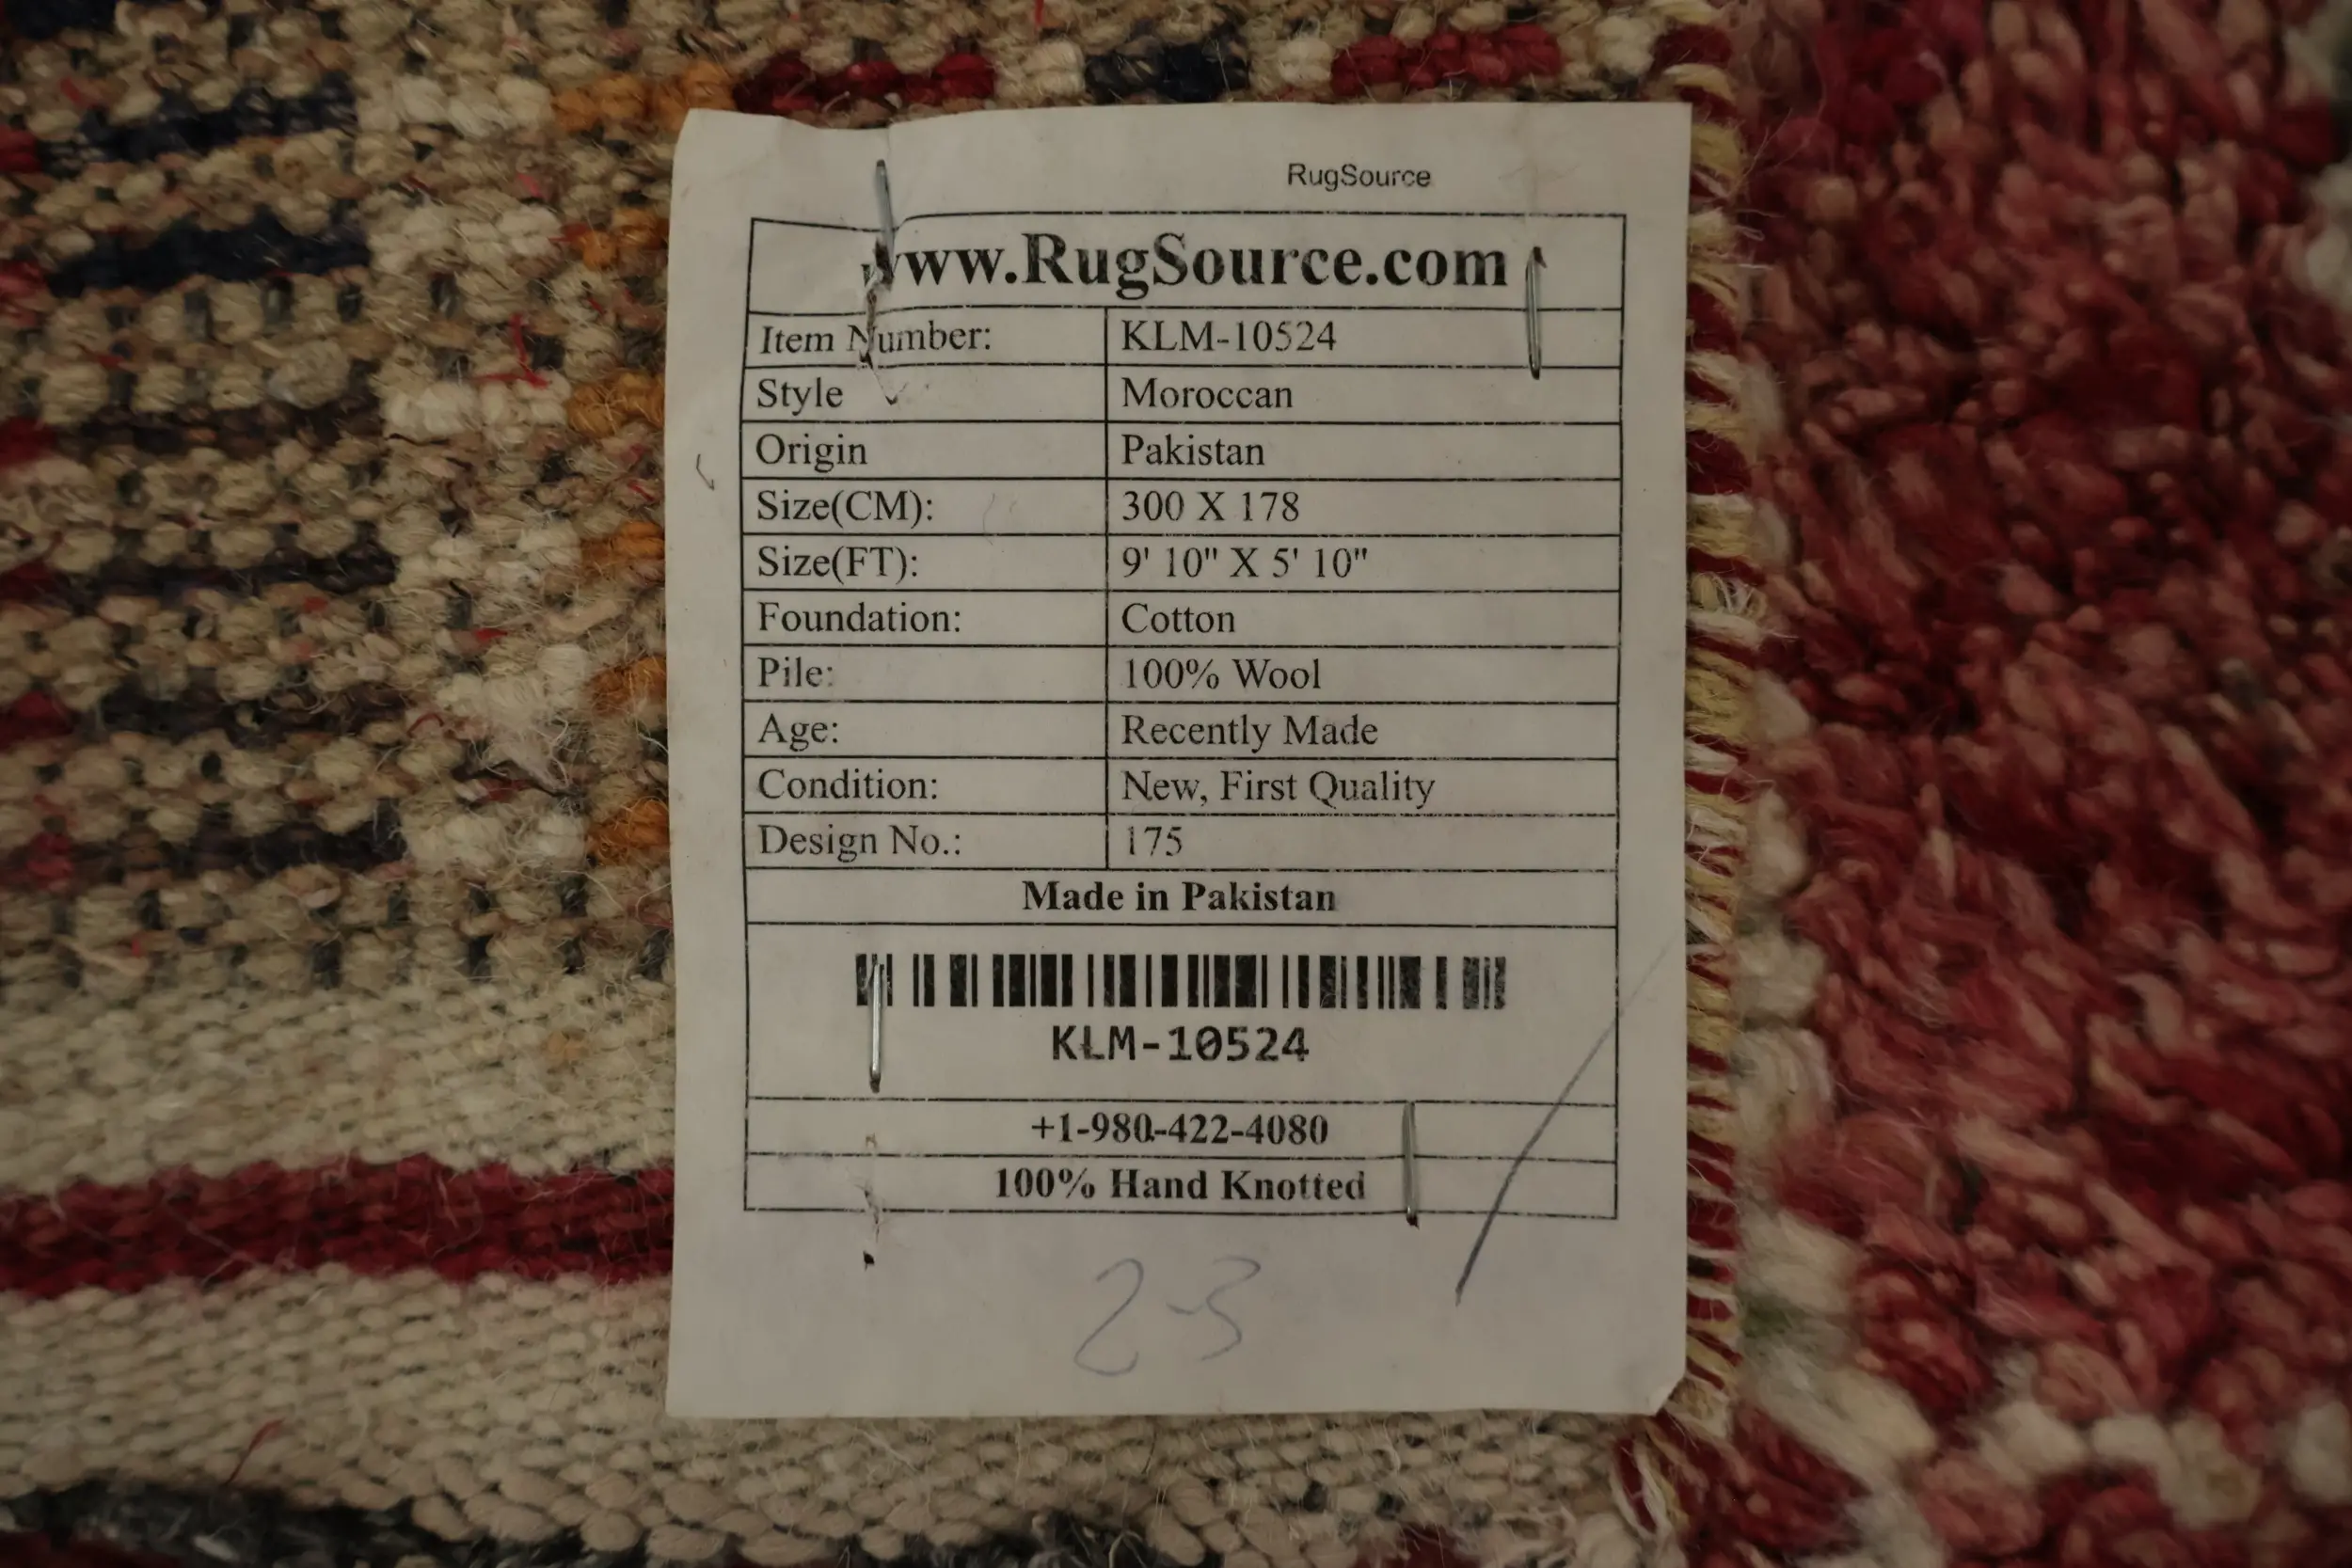 RugSource
www.RugSource.com
Item Number: KLM-10524
Style Moroccan
Origin Pakistan
Size(CM): 300 X 178
Size(FT): 9' 10" X 5' 10"
Foundation: Cotton
Pile: 100% Wool
Age: Recently Made
Condition: New, First Quality
Design No.: 175
Made in Pakistan
KLM-10524
+1-980-422-4080
100% Hand Knotted
2-3